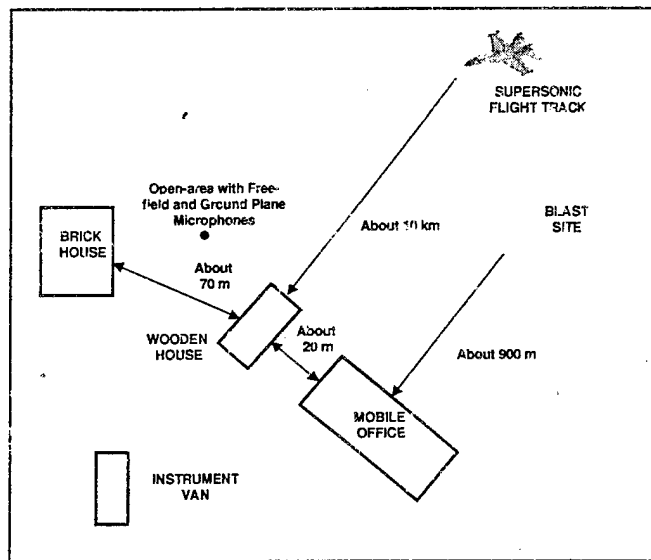 SUPERSONIC
FLIGHT TRACK
Open-area with Free-
field and Ground Plane
Microphones
BLAST
SITE
BRICK
HOUSE
About 10 km
About
70 m
WOODEN
HOUSE
About
20 m
About 900 m
MOBILE
OFFICE
INSTRUMENT
VAN